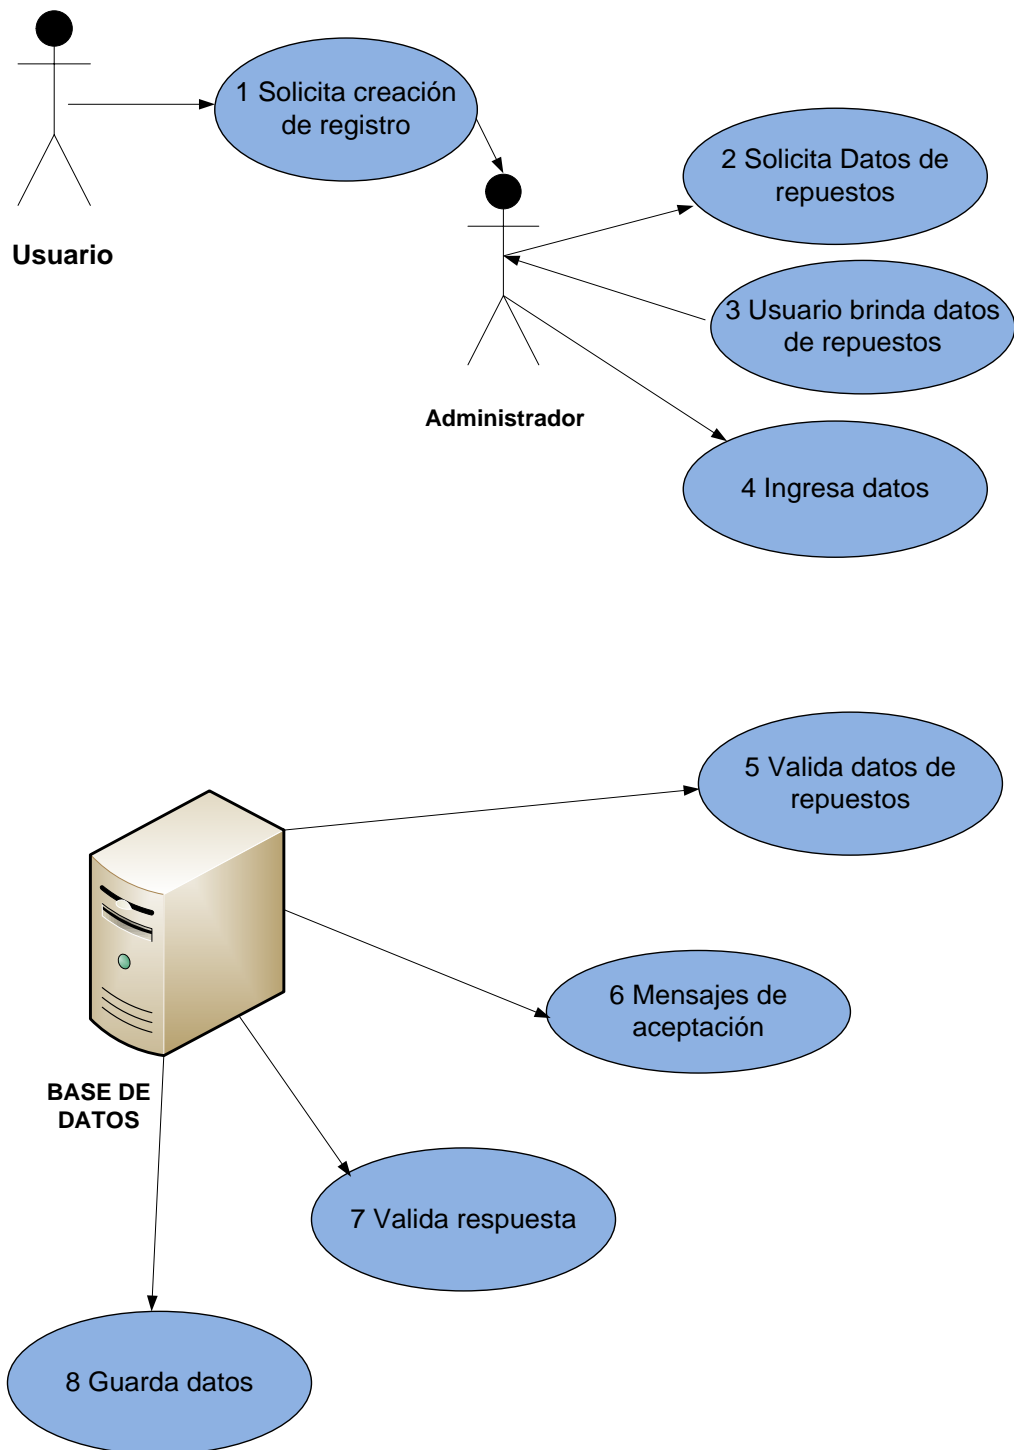 1 Solicita creación
de registro
2 Solicita Datos de
repuestos
Usuario
3 Usuario brinda datos
de repuestos
Administrador
4 Ingresa datos
5 Valida datos de
repuestos
6 Mensajes de
aceptación
BASE DE
DATOS
7 Valida respuesta
8 Guarda datos